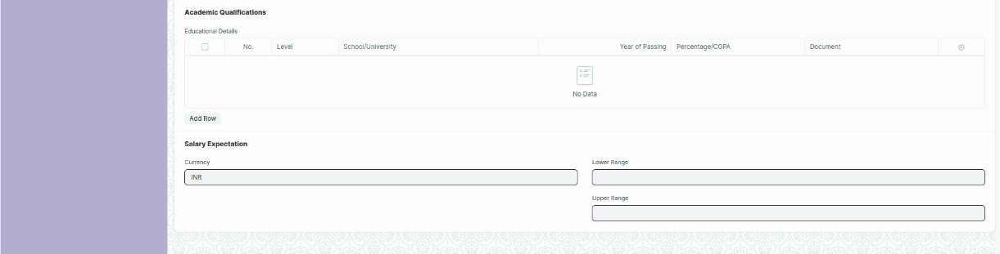 Academic Qualifications
Educational Details
No. Level School/University Year of Passing Percentage/CGPA Document
No Data
Add Row
Salary Expectation
Currency Lower Range
INR
Upper Range